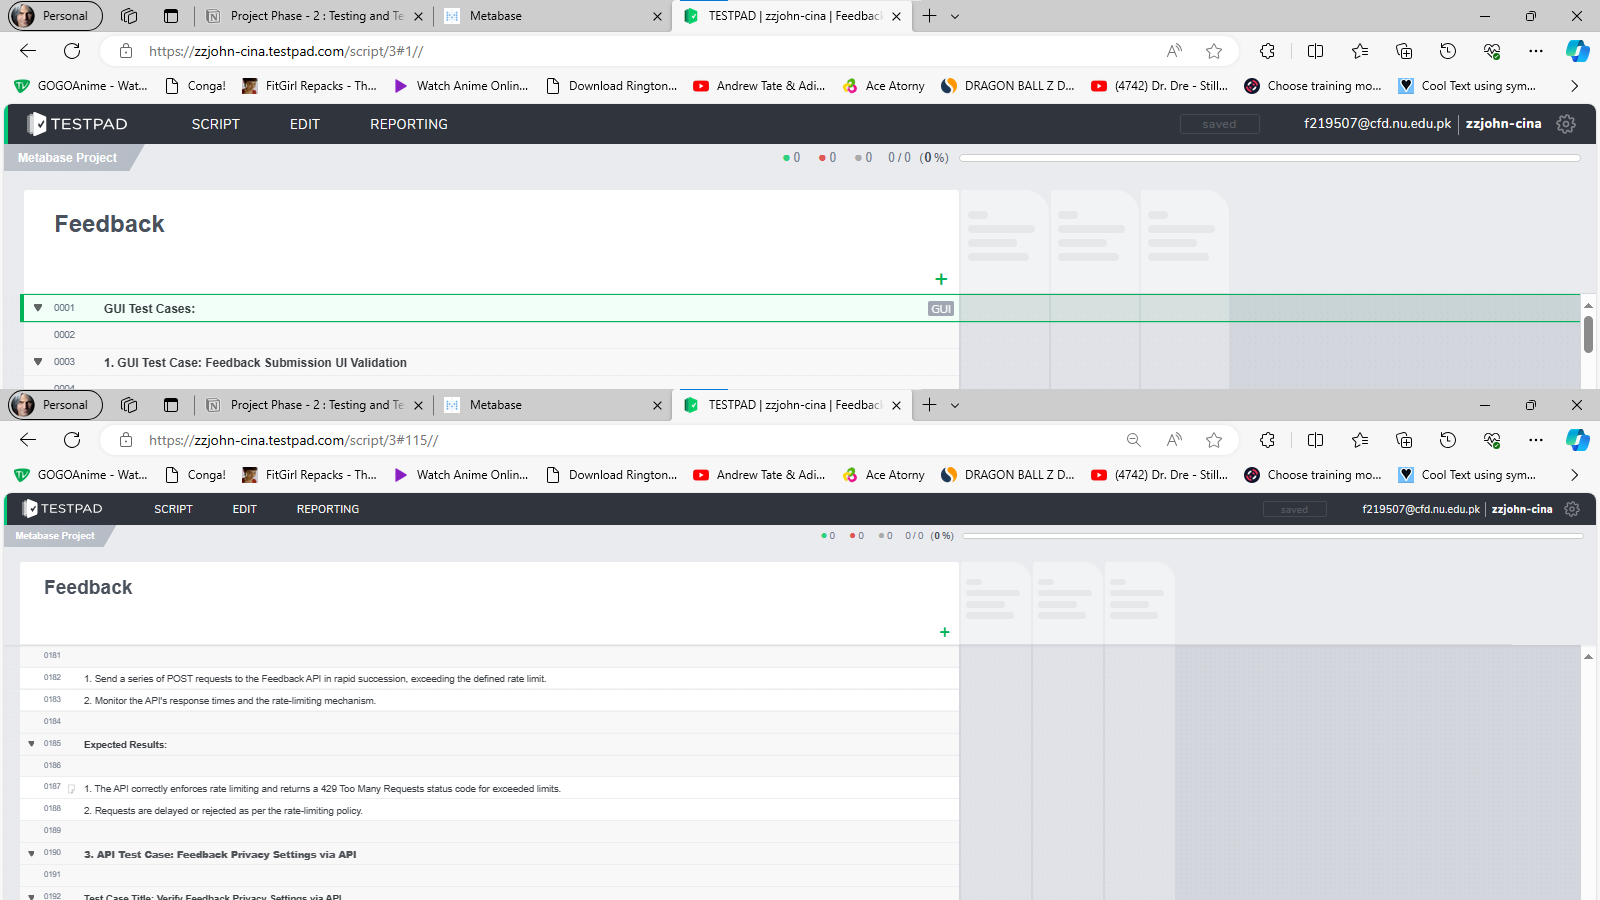 Personal
Project Phase - 2 : Testing and Te
Metabase
TESTPAD | zzjohn-cina | Feedback
https://zzjohn-cina.testpad.com/script/3#1//
GOGOAnime - Wat...
Conga!
FitGirl Repacks - Th...
Watch Anime Onlin...
Download Rington...
Andrew Tate & Adi...
Ace Atorny
DRAGON BALL Z D...
(4742) Dr. Dre - Still...
Choose training mo...
Cool Text using sym...
TESTPAD
SCRIPT
EDIT
REPORTING
saved
f219507@cfd.nu.edu.pk
zzjohn-cina
Metabase Project
0 0 0 0 / 0 (0 %)
Feedback
+
0001 GUI Test Cases: GUI
0002
0003 1. GUI Test Case: Feedback Submission UI Validation
0004
Personal
Project Phase - 2 : Testing and Te
Metabase
TESTPAD | zzjohn-cina | Feedback
https://zzjohn-cina.testpad.com/script/3#115//
GOGOAnime - Wat...
Conga!
FitGirl Repacks - Th...
Watch Anime Onlin...
Download Rington...
Andrew Tate & Adi...
Ace Atorny
DRAGON BALL Z D...
(4742) Dr. Dre - Still...
Choose training mo...
Cool Text using sym...
TESTPAD
SCRIPT
EDIT
REPORTING
saved
f219507@cfd.nu.edu.pk
zzjohn-cina
Metabase Project
0 0 0 0 / 0 (0 %)
Feedback
+
0181
0182 1. Send a series of POST requests to the Feedback API in rapid succession, exceeding the defined rate limit.
0183 2. Monitor the API's response times and the rate-limiting mechanism.
0184
0185 Expected Results:
0186
0187 1. The API correctly enforces rate limiting and returns a 429 Too Many Requests status code for exceeded limits.
0188 2. Requests are delayed or rejected as per the rate-limiting policy.
0189
0190 3. API Test Case: Feedback Privacy Settings via API
0191
0192 Test Case Title: Verify Feedback Privacy Settings via API